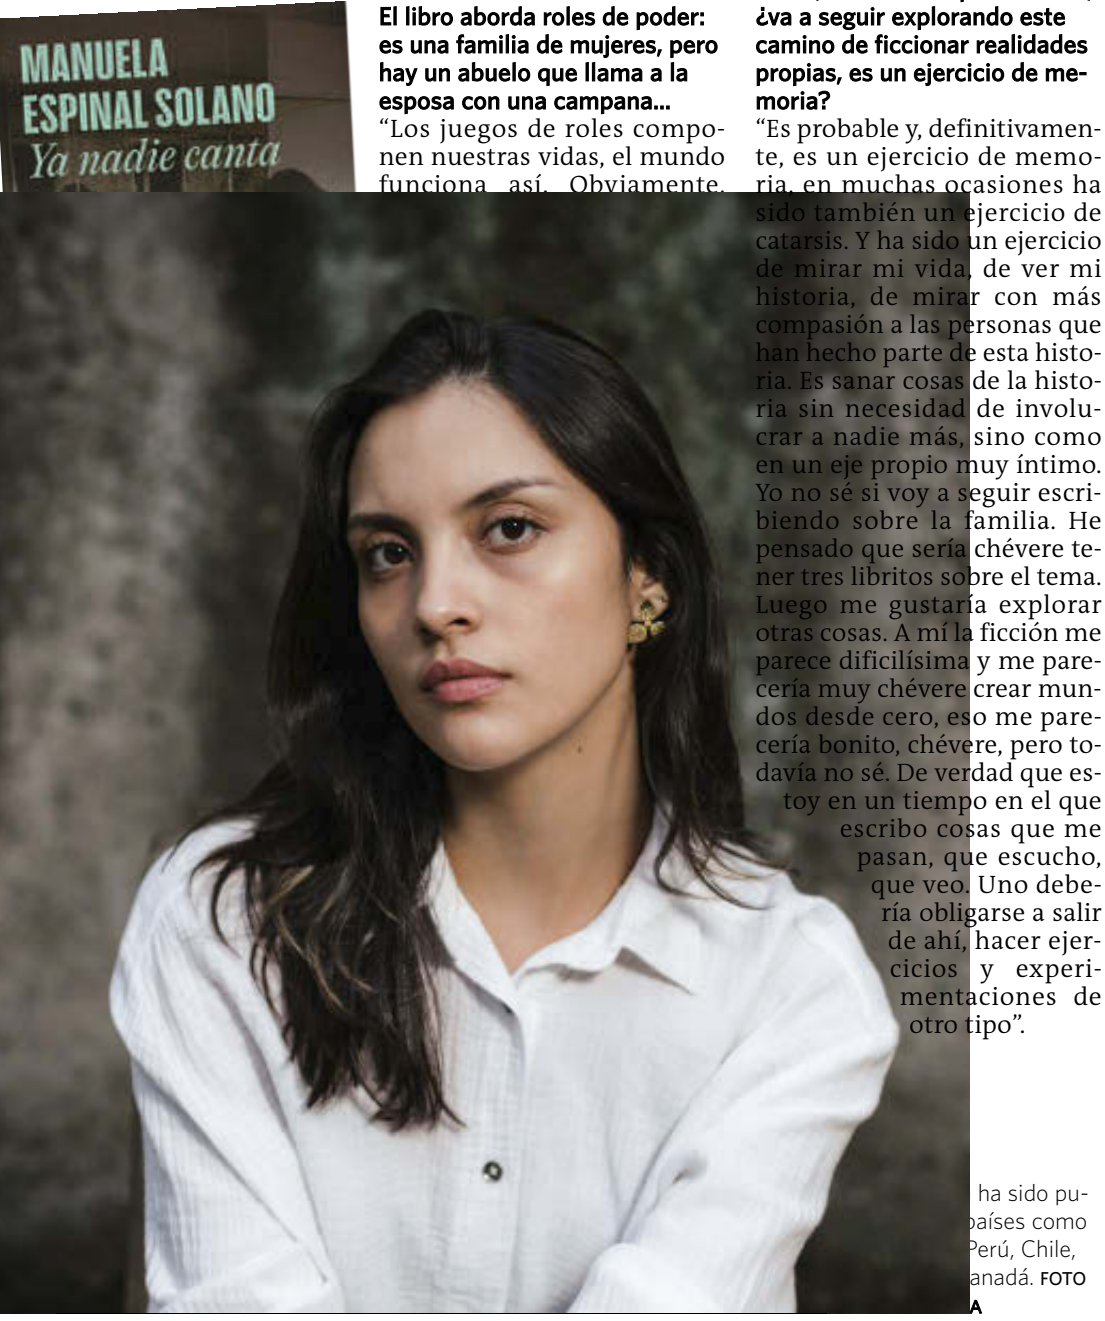 MANUELA
ESPINAL SOLANO
Ya nadie canta
El libro aborda roles de poder:
es una familia de mujeres, pero
hay un abuelo que llama a la
esposa con una campana...
“Los juegos de roles compo-
nen nuestras vidas, el mundo
funciona así. Obviamente,
¿va a seguir explorando este
camino de ficcionar realidades
propias, es un ejercicio de me-
moria?
“Es probable y, definitivamen-
te, es un ejercicio de memo-
ria, en muchas ocasiones ha
sido también un ejercicio de
catarsis. Y ha sido un ejercicio
de mirar mi vida, de ver mi
historia, de mirar con más
compasión a las personas que
han hecho parte de esta histo-
ria. Es sanar cosas de la histo-
ria sin necesidad de involu-
crar a nadie más, sino como
en un eje propio muy íntimo.
Yo no sé si voy a seguir escri-
biendo sobre la familia. He
pensado que sería chévere te-
ner tres libritos sobre el tema.
Luego me gustaría explorar
otras cosas. A mí la ficción me
parece dificilísima y me pare-
cería muy chévere crear mun-
dos desde cero, eso me pare-
cería bonito, chévere, pero to-
davía no sé. De verdad que es-
toy en un tiempo en el que
escribo cosas que me
pasan, que escucho,
que veo. Uno debe-
ría obligarse a salir
de ahí, hacer ejer-
cicios y experi-
mentaciones de
otro tipo”.
ha sido pu-
países como
Perú, Chile,
anadá. FOTO
A